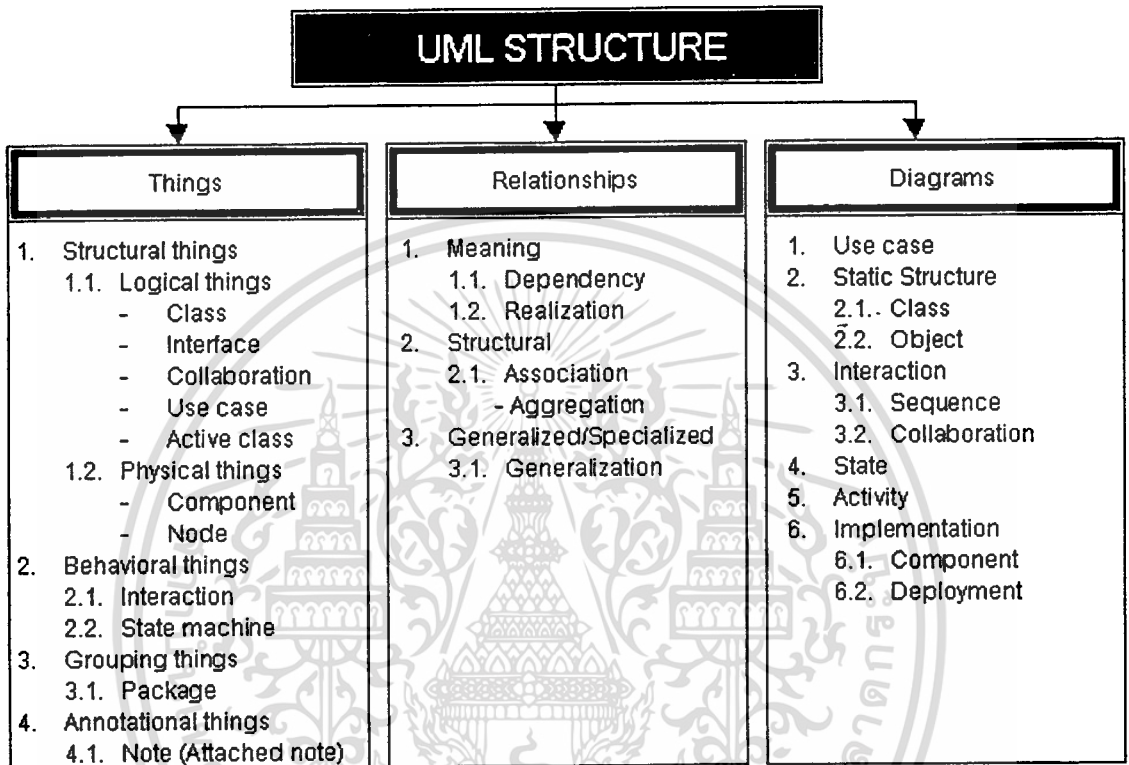 UML STRUCTURE
Things
1. Structural things
1.1. Logical things
- Class
- Interface
- Collaboration
- Use case
- Active class
1.2. Physical things
- Component
- Node
2. Behavioral things
2.1. Interaction
2.2. State machine
3. Grouping things
3.1. Package
4. Annotational things
4.1. Note (Attached note)
Relationships
1. Meaning
1.1. Dependency
1.2. Realization
2. Structural
2.1. Association
- Aggregation
3. Generalized/Specialized
3.1. Generalization
Diagrams
1. Use case
2. Static Structure
2.1. Class
2.2. Object
3. Interaction
3.1. Sequence
3.2. Collaboration
4. State
5. Activity
6. Implementation
6.1. Component
6.2. Deployment